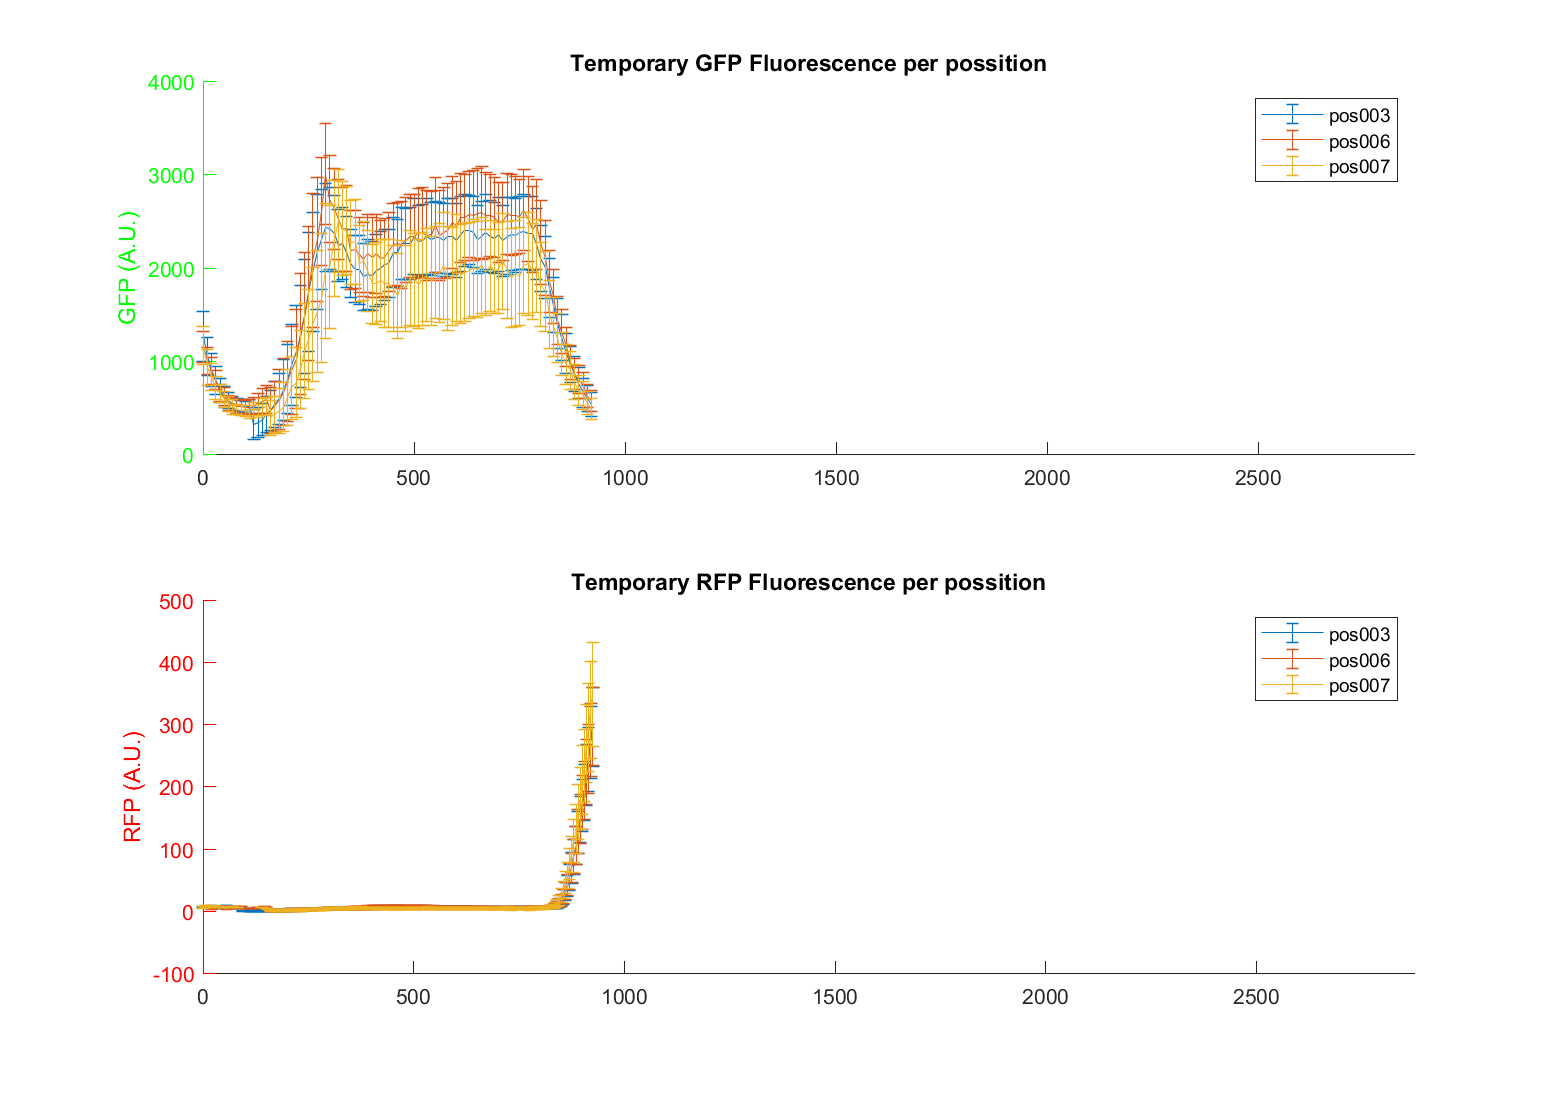 Temporary GFP Fluorescence per possition
4000
3000
2000
1000
0
GFP (A.U.)
pos003
pos006
pos007
0 500 1000 1500 2000 2500
Temporary RFP Fluorescence per possition
500
400
300
200
100
0
-100
RFP (A.U.)
pos003
pos006
pos007
0 500 1000 1500 2000 2500